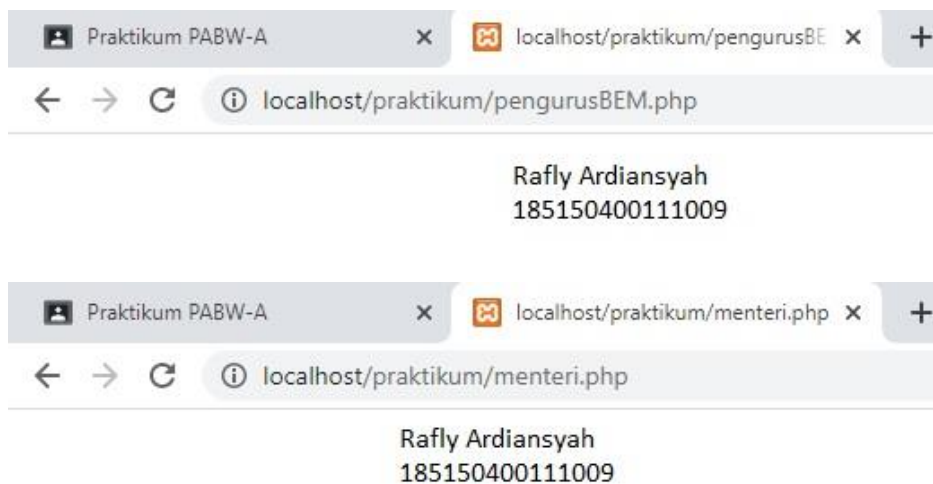 Praktikum PABW-A
localhost/praktikum/pengurusBE
localhost/praktikum/pengurusBEM.php
Rafly Ardiansyah
185150400111009
Praktikum PABW-A
localhost/praktikum/menteri.php
localhost/praktikum/menteri.php
Rafly Ardiansyah
185150400111009